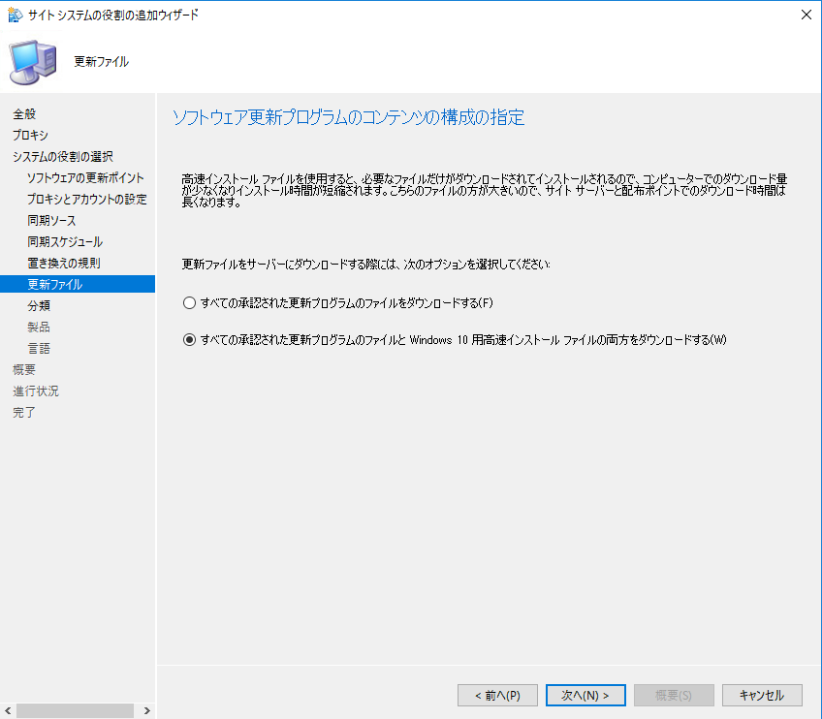 サイト システムの役割の追加ウィザード
更新ファイル
全般
プロキシ
システムの役割の選択
ソフトウェアの更新ポイント
プロキシとアカウントの設定
同期ソース
同期スケジュール
置き換えの規則
更新ファイル
分類
製品
言語
概要
進行状況
完了
ソフトウェア更新プログラムのコンテンツの構成の指定
高速インストール ファイルを使用すると、必要なファイルだけがダウンロードされてインストールされるので、コンピューターでのダウンロード量
が少なくなりインストール時間が短縮されます。こちらのファイルの方が大きいので、サイト サーバーと配布ポイントでのダウンロード時間は
長くなります。
更新ファイルをサーバーにダウンロードする際には、次のオプションを選択してください:
すべての承認された更新プログラムのファイルをダウンロードする(F)
すべての承認された更新プログラムのファイルと Windows 10 用高速インストール ファイルの両方をダウンロードする(W)
< 前へ(P)
次へ(N) >
概要(S)
キャンセル